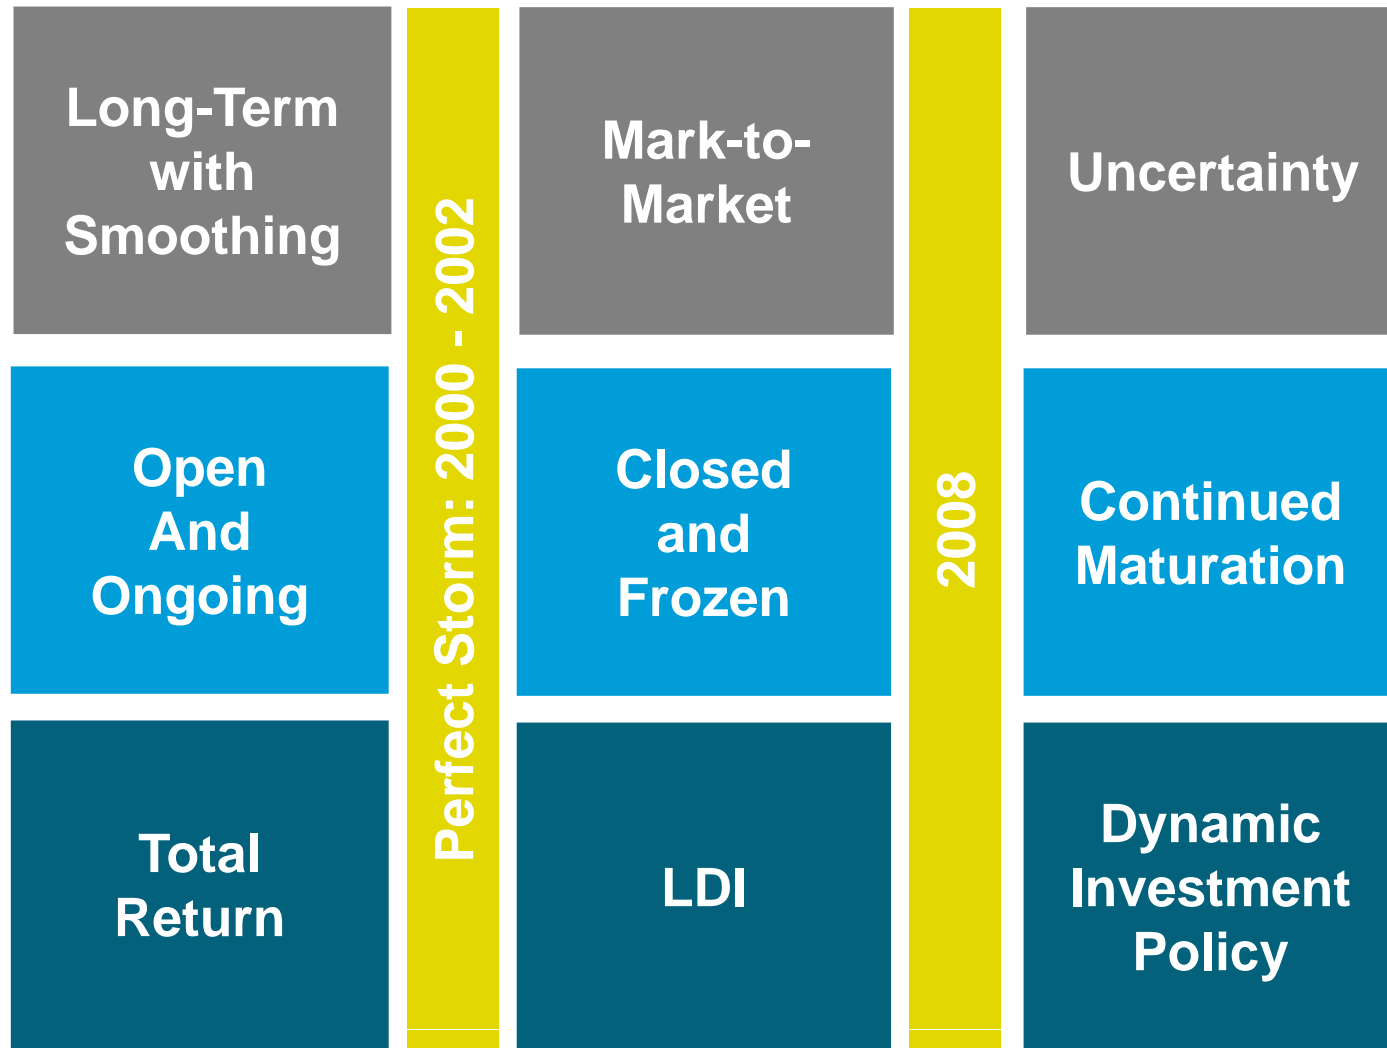 Long-Term
with
Smoothing
Open
And
Ongoing
Total
Return
Perfect Storm: 2000 - 2002
Mark-to-
Market
Closed
and
Frozen
LDI
2008
Uncertainty
Continued
Maturation
Dynamic
Investment
Policy